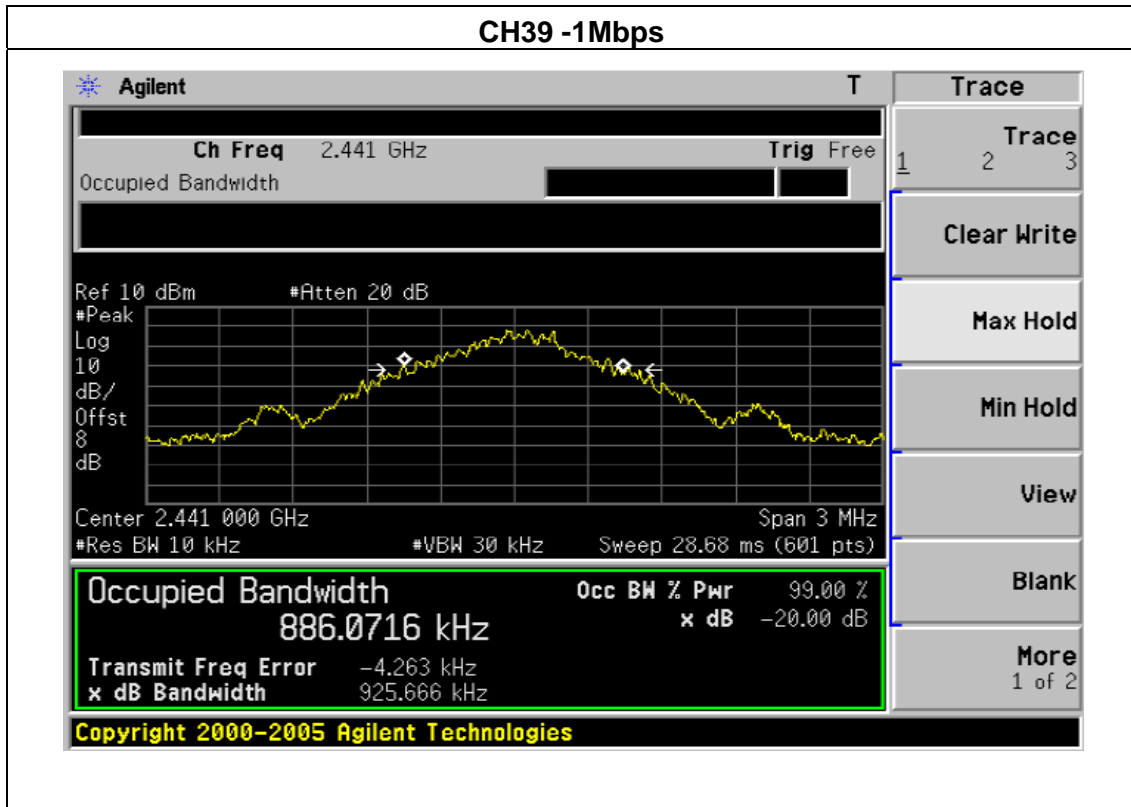 CH39 -1Mbps
Agilent T
Trace
Ch Freq 2.441 GHz Trig Free
Occupied Bandwidth
Trace
1 2 3
Clear Write
Max Hold
Min Hold
View
Blank
More
1 of 2
Ref 10 dBm #Atten 20 dB
#Peak
Log
10
dB/
Offst
8
dB
Center 2.441 000 GHz Span 3 MHz
#Res BW 10 kHz #VBW 30 kHz Sweep 28.68 ms (601 pts)
Occupied Bandwidth Occ BW % Pwr 99.00 %
886.0716 kHz x dB -20.00 dB
Transmit Freq Error -4.263 kHz
x dB Bandwidth 925.666 kHz
Copyright 2000-2005 Agilent Technologies